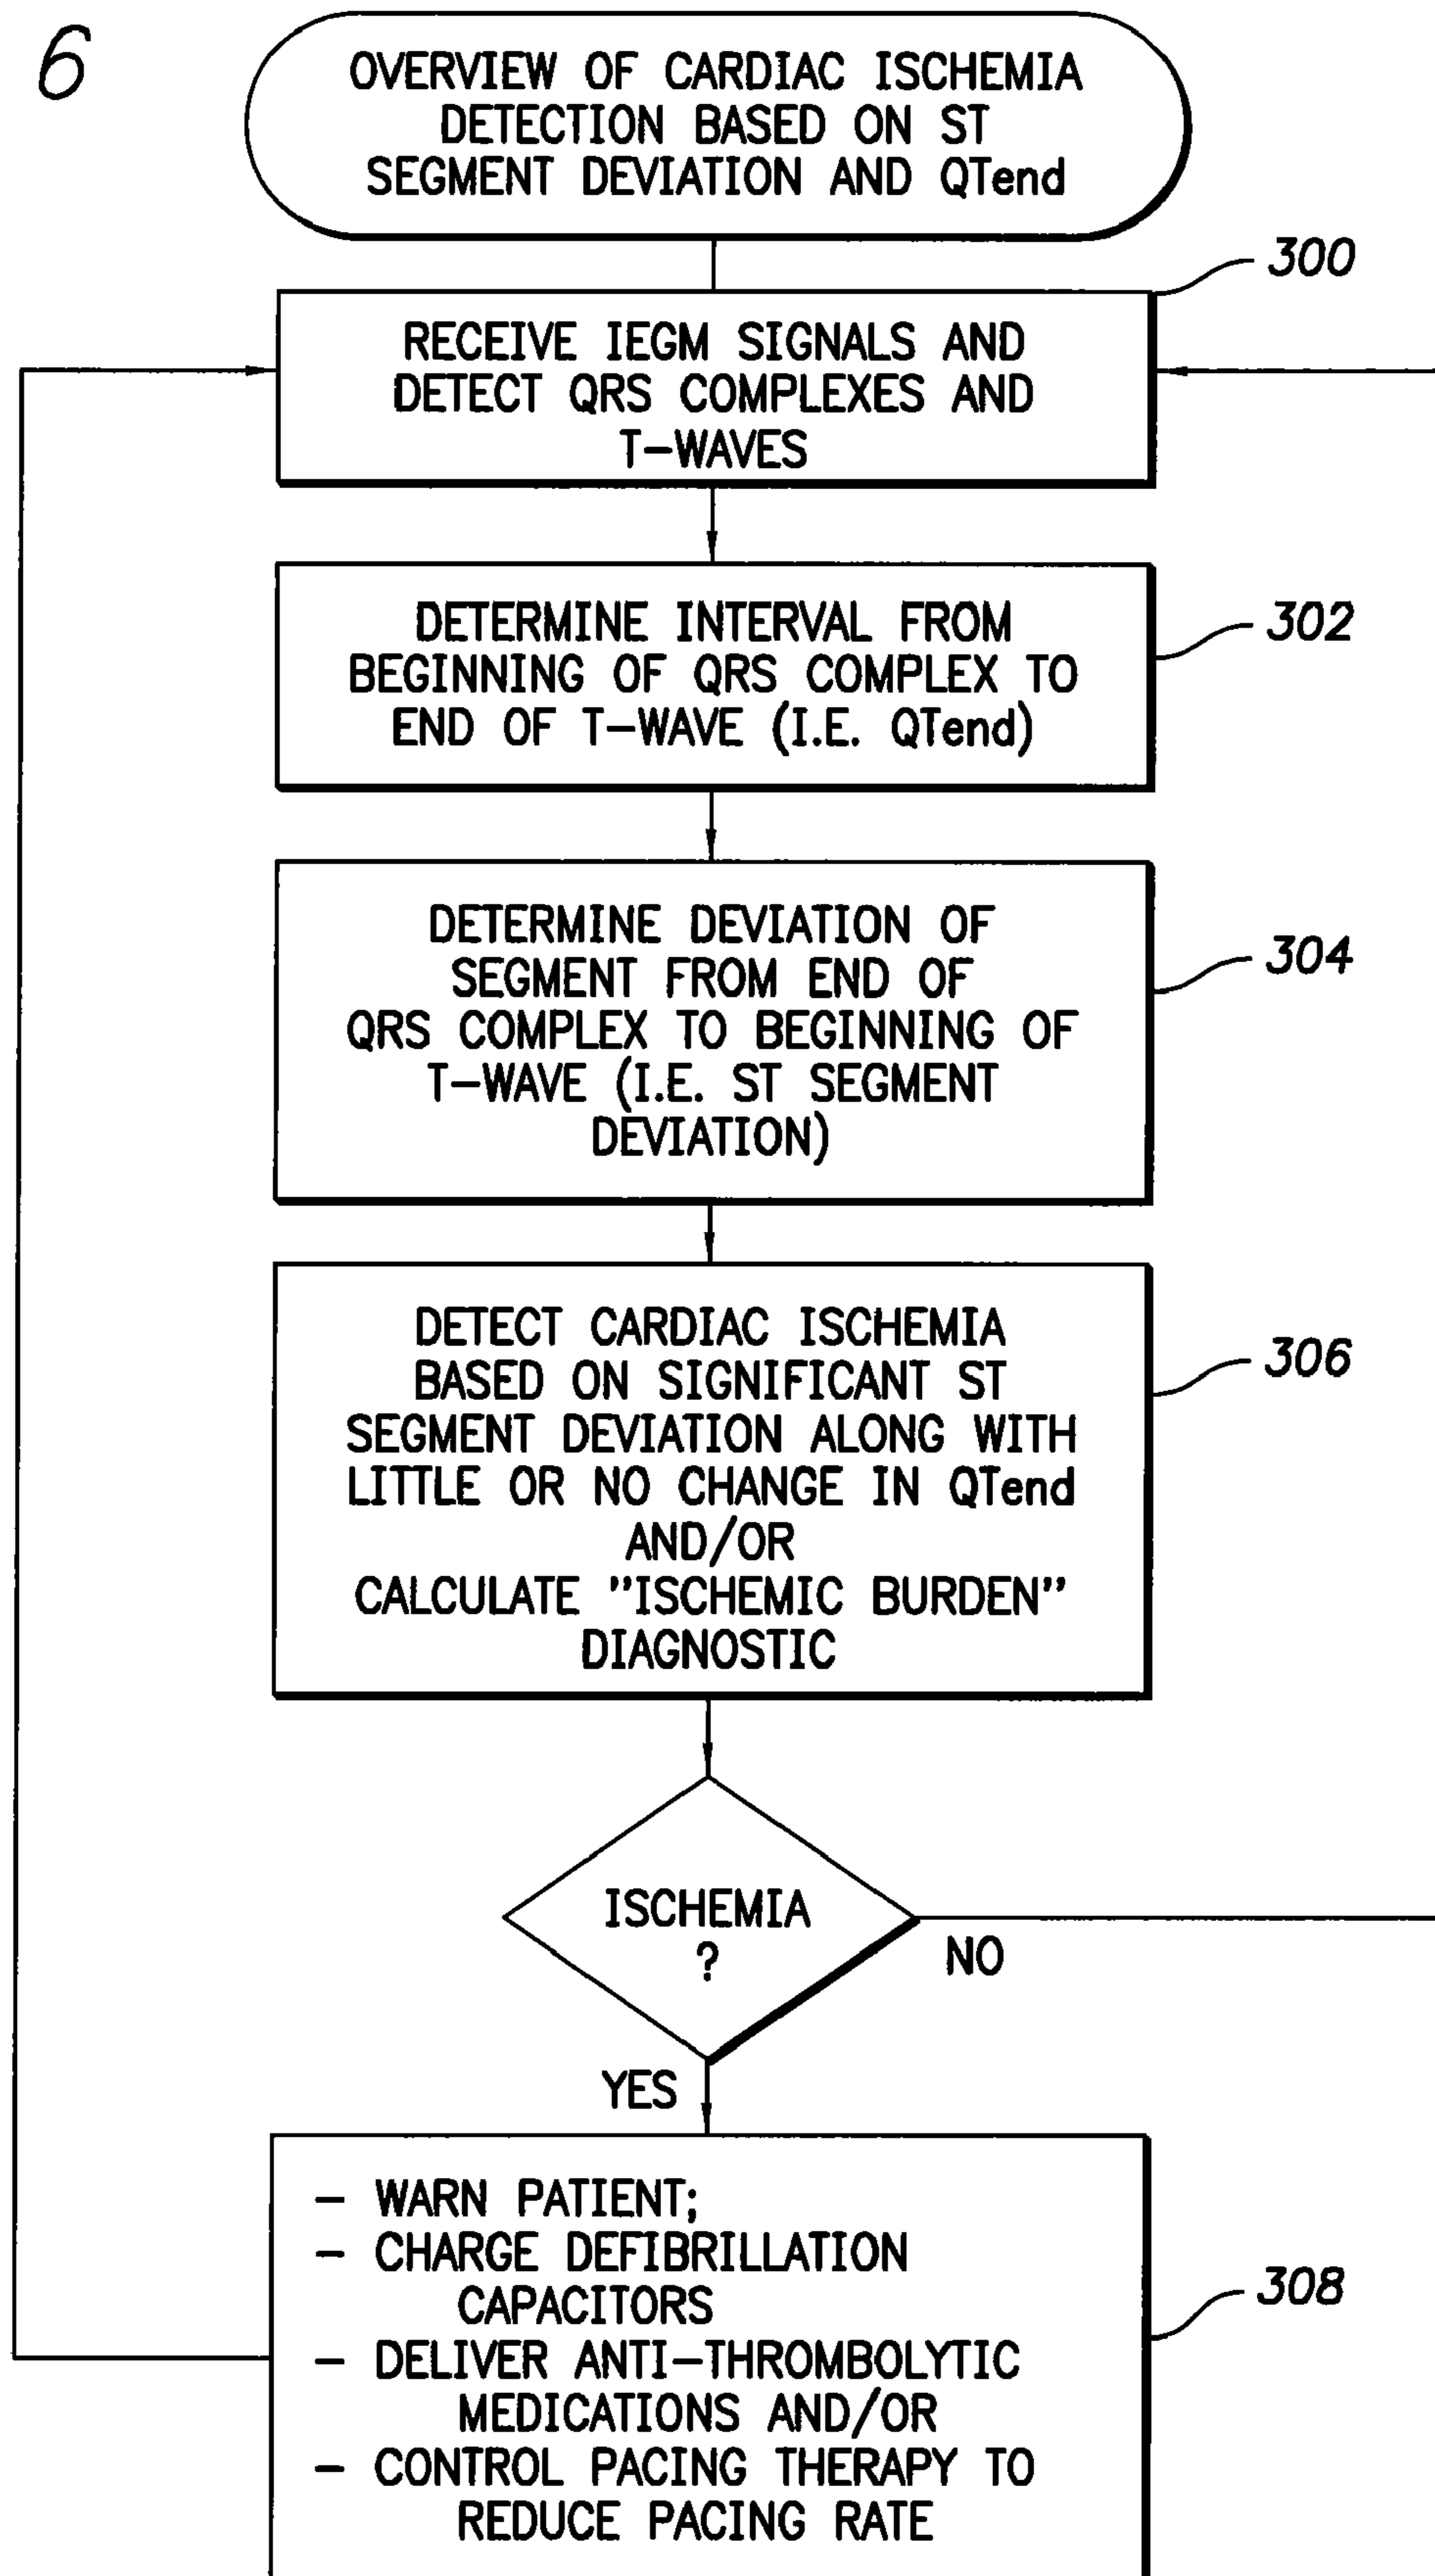 6
OVERVIEW OF CARDIAC ISCHEMIA
DETECTION BASED ON ST
SEGMENT DEVIATION AND QTend
300
RECEIVE IEGM SIGNALS AND
DETECT QRS COMPLEXES AND
T-WAVES
302
DETERMINE INTERVAL FROM
BEGINNING OF QRS COMPLEX TO
END OF T-WAVE (I.E. QTend)
304
DETERMINE DEVIATION OF
SEGMENT FROM END OF
QRS COMPLEX TO BEGINNING OF
T-WAVE (I.E. ST SEGMENT
DEVIATION)
306
DETECT CARDIAC ISCHEMIA
BASED ON SIGNIFICANT ST
SEGMENT DEVIATION ALONG WITH
LITTLE OR NO CHANGE IN QTend
AND/OR
CALCULATE "ISCHEMIC BURDEN"
DIAGNOSTIC
ISCHEMIA
?
NO
YES
308
- WARN PATIENT;
- CHARGE DEFIBRILLATION
CAPACITORS
- DELIVER ANTI-THROMBOLYTIC
MEDICATIONS AND/OR
- CONTROL PACING THERAPY TO
REDUCE PACING RATE